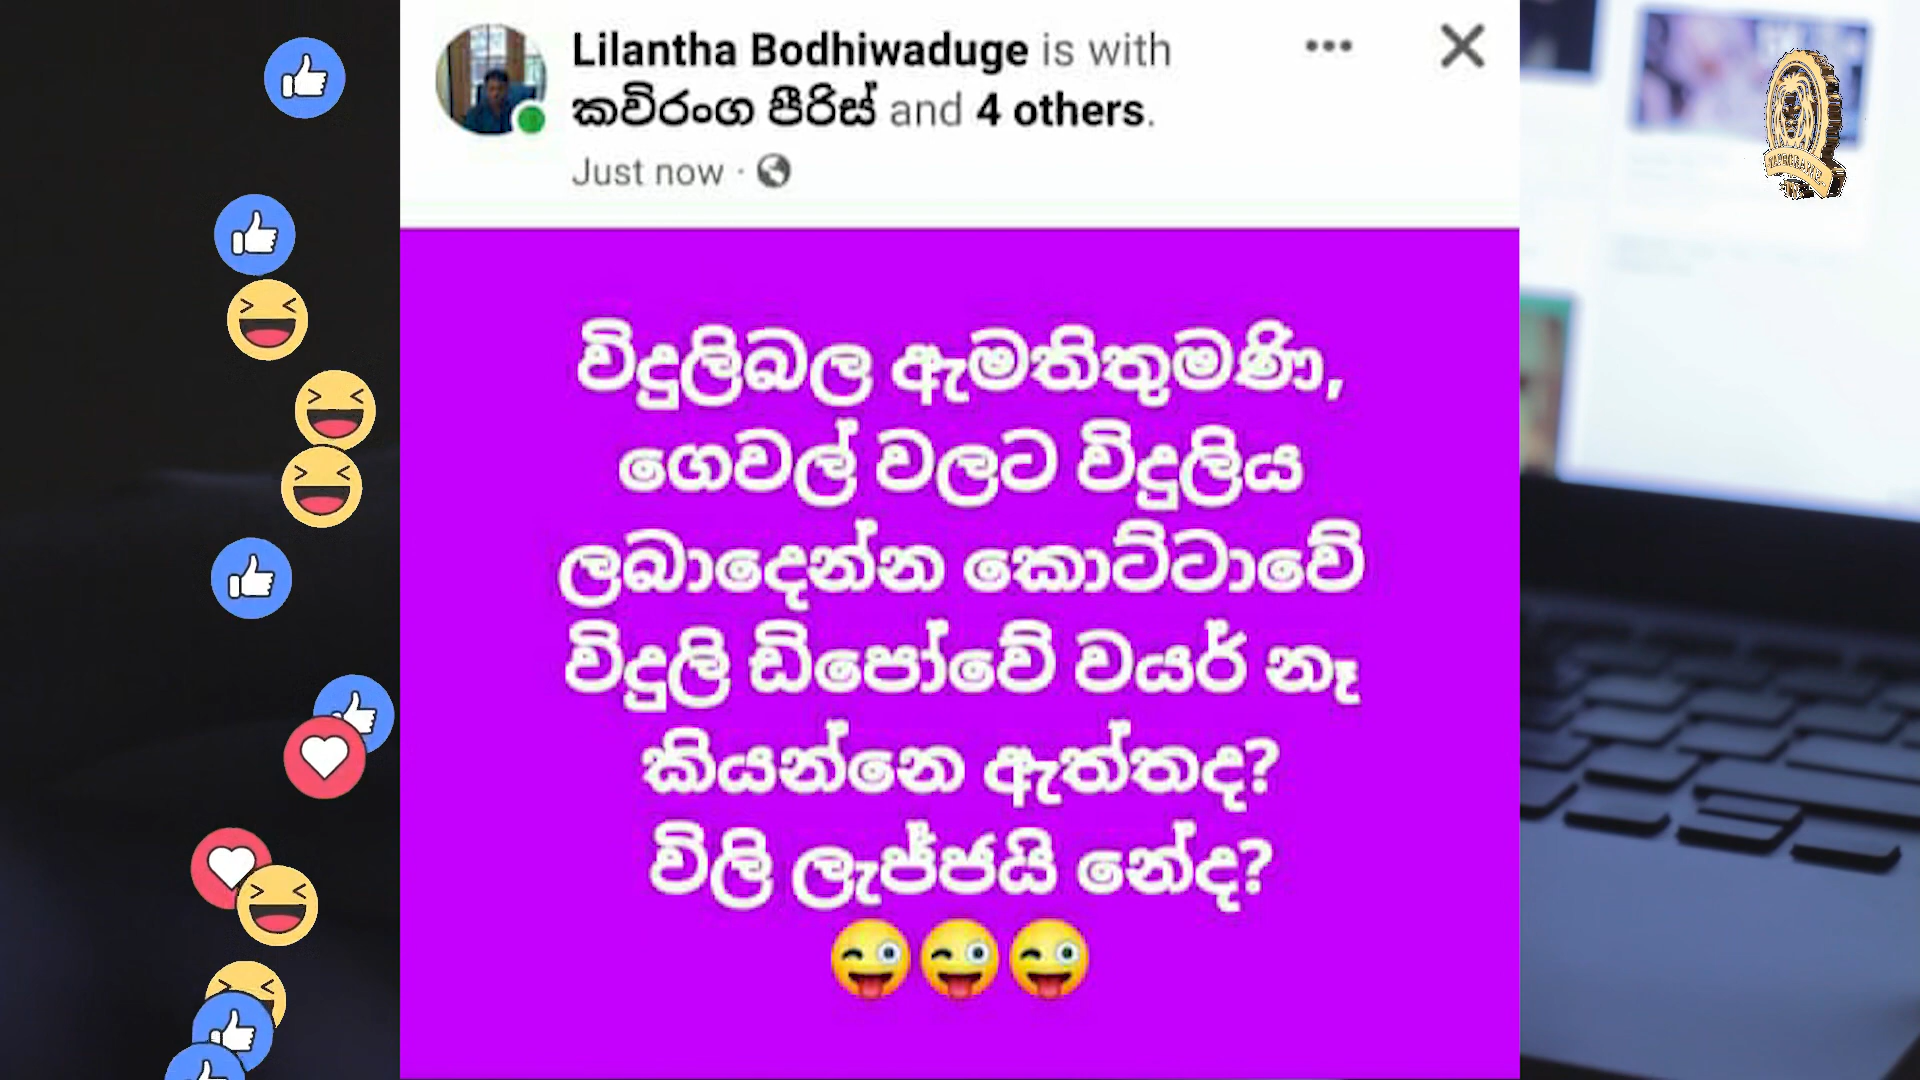 Lilantha Bodhiwaduge is with
කවිරංග පීරිස් and 4 others.
Just now ·
විදුලිබල ඇමතිතුමණි,
ගෙවල් වලට විදුලිය
ලබාදෙන්න කොට්ටාවේ
විදුලි ඩිපෝවේ වයර් නෑ
කියන්නෙ ඇත්තද?
විලි ලැජ්ජයි නේද?